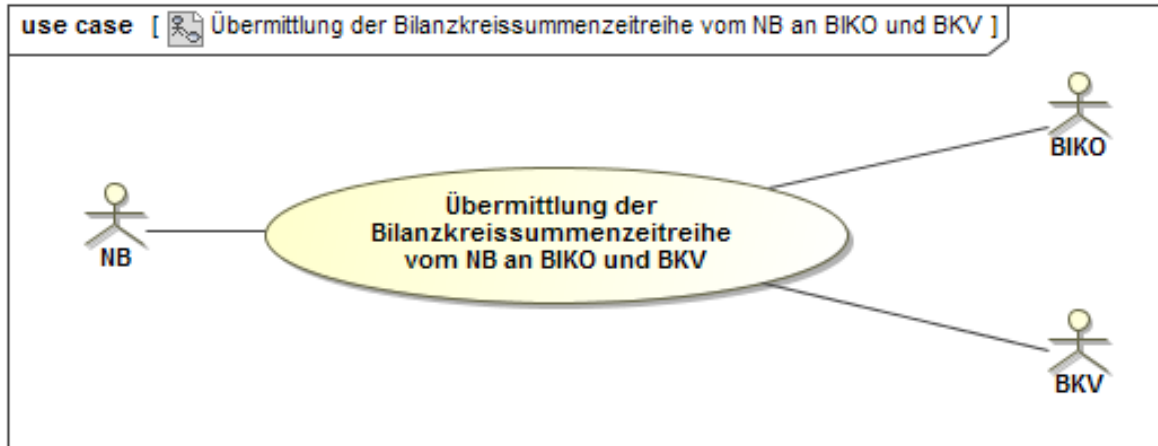 use case [ Übermittlung der Bilanzkreissummenzeitreihe vom NB an BIKO und BKV ]
BIKO
Übermittlung der
Bilanzkreissummenzeitreihe
vom NB an BIKO und BKV
NB
BKV